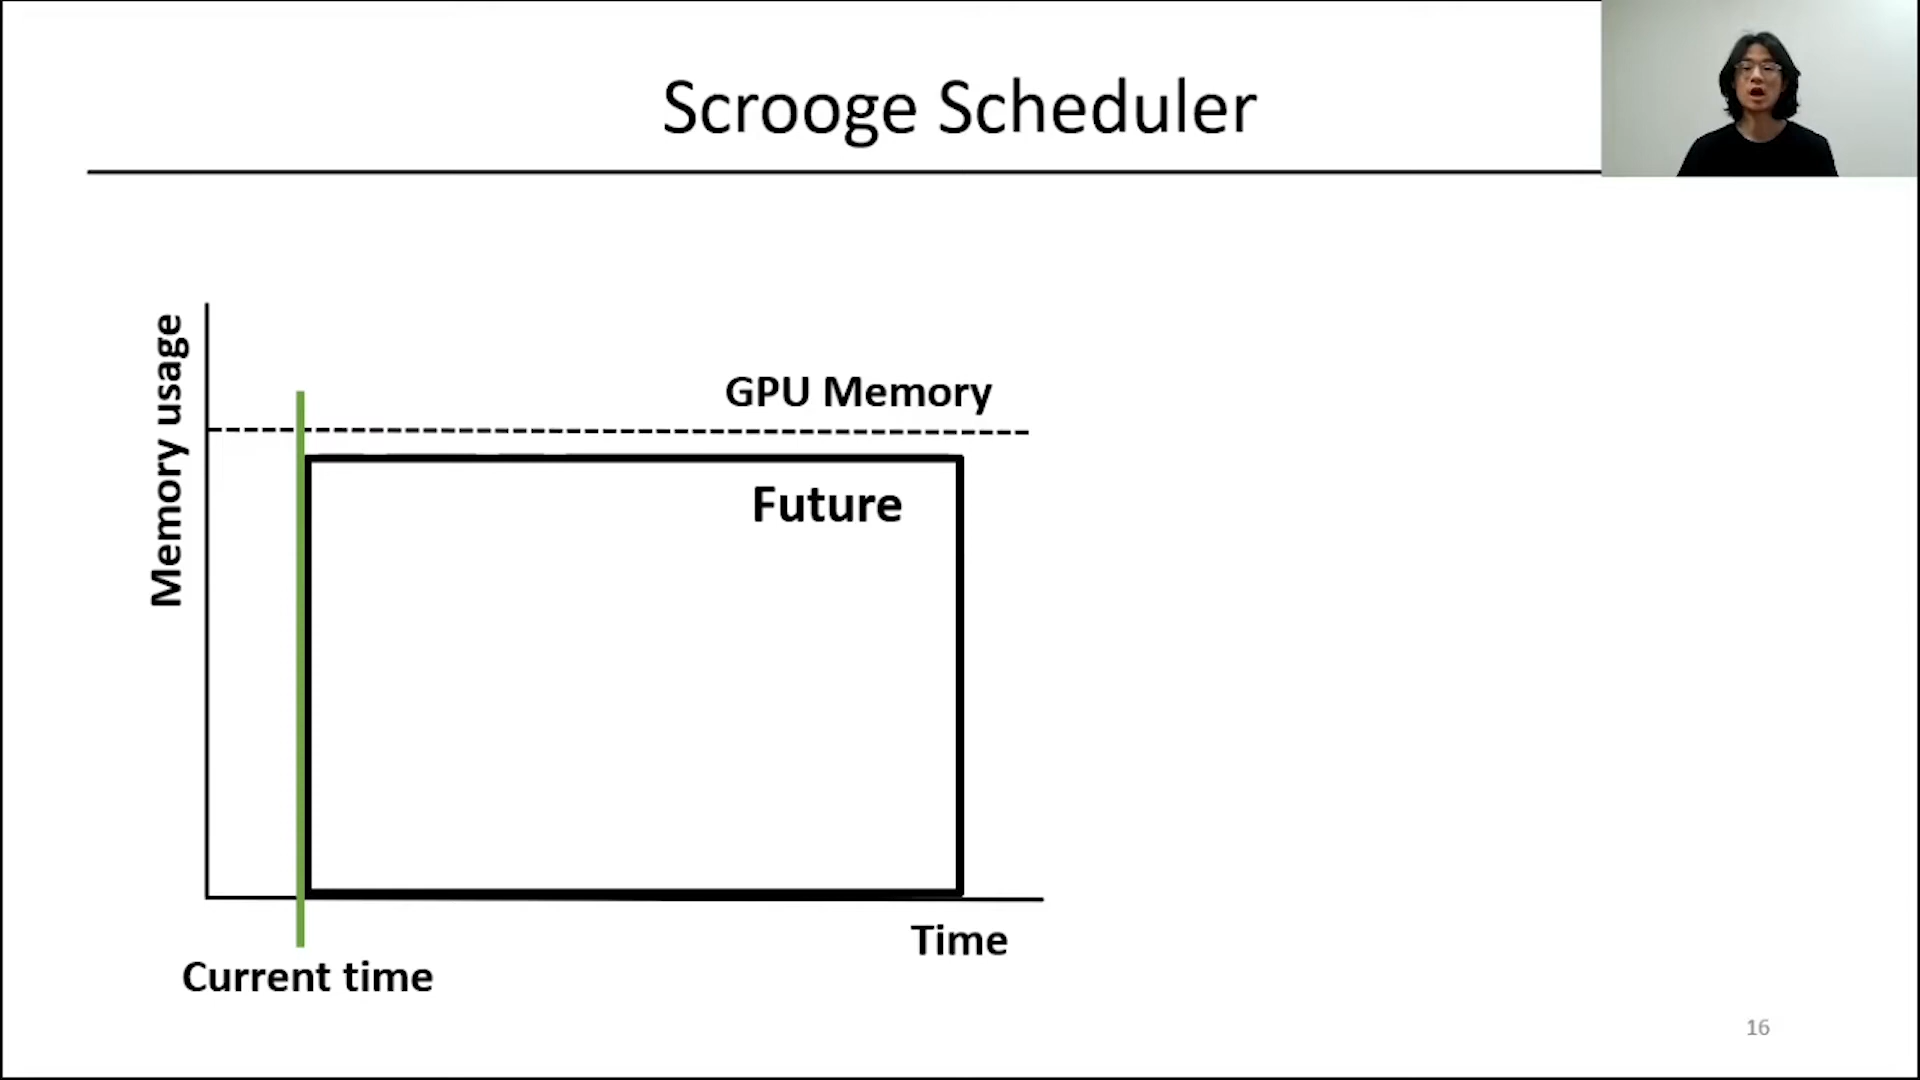 Scrooge Scheduler
Memory usage
GPU Memory
Future
Time
Current time
16